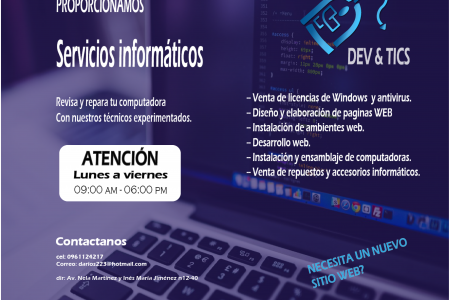 PROPORCIONAMOS
Servicios informáticos
Revisa y repara tu computadora
Con nuestros técnicos experimentados.
ATENCIÓN
Lunes a viernes
09:00 AM - 06:00 PM
Contactanos
cel: 0961124217
Correo: darios223@hotmail.com
dir: Av. Nela Martínez y Inés María Jiménez n12-40
DEV & TICS
– Venta de licencias de Windows y antivirus.
– Diseño y elaboración de paginas WEB
– Instalación de ambientes web.
– Desarrollo web.
– Instalación y ensamblaje de computadoras.
– Venta de repuestos y accesorios informáticos.
NECESITA UN NUEVO
SITIO WEB?